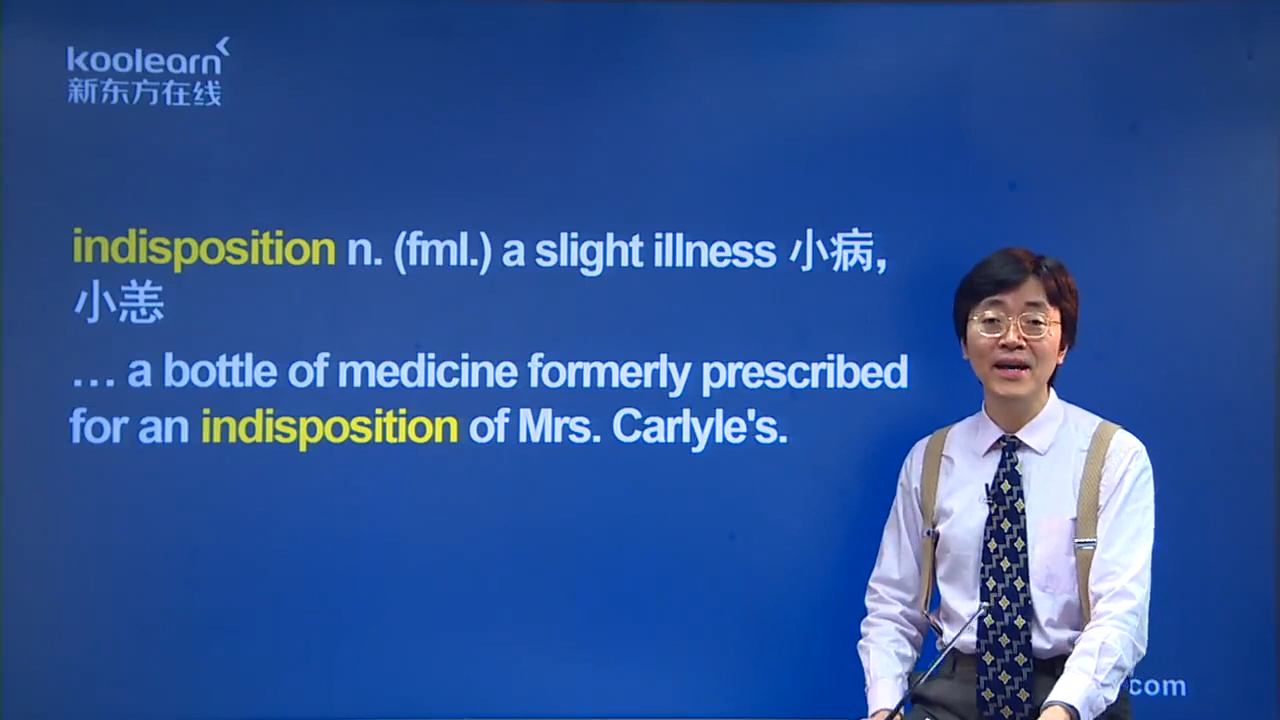 koolearn
新东方在线
indisposition n. (fml.) a slight illness 小病,
小恙
… a bottle of medicine formerly prescribed
for an indisposition of Mrs. Carlyle's.
com